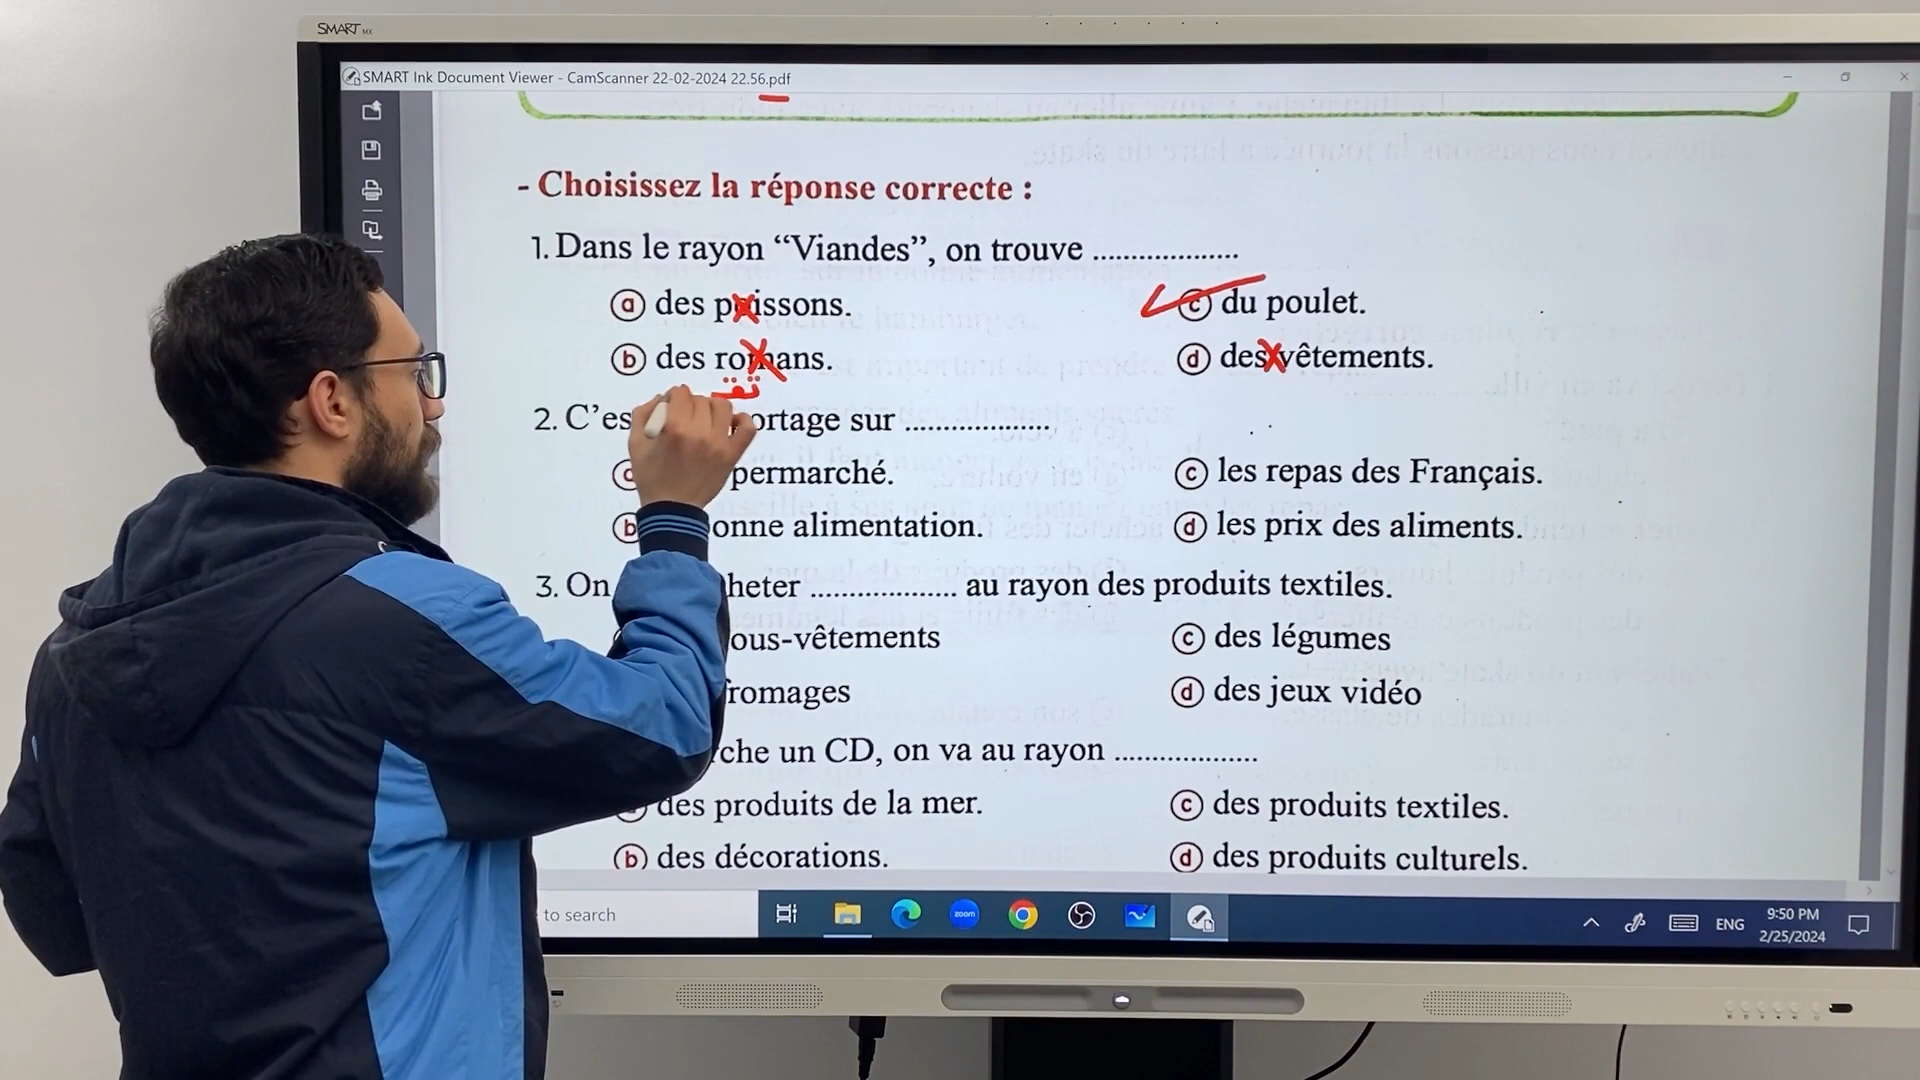 SMART MX
SMART Ink Document Viewer - CamScanner 22-02-2024 22.56.pdf
- Choisissez la réponse correcte :
1. Dans le rayon “Viandes”, on trouve ..................
a des poissons.
c du poulet.
b des romans.
d des vêtements.
2. C’es ortage sur ..................
permarché.
c les repas des Français.
b onne alimentation.
d les prix des aliments.
3. On heter .................. au rayon des produits textiles.
ous-vêtements
c des légumes
fromages
d des jeux vidéo
che un CD, on va au rayon ..................
des produits de la mer.
c des produits textiles.
b des décorations.
d des produits culturels.
to search
zoom
ENG
9:50 PM
2/25/2024